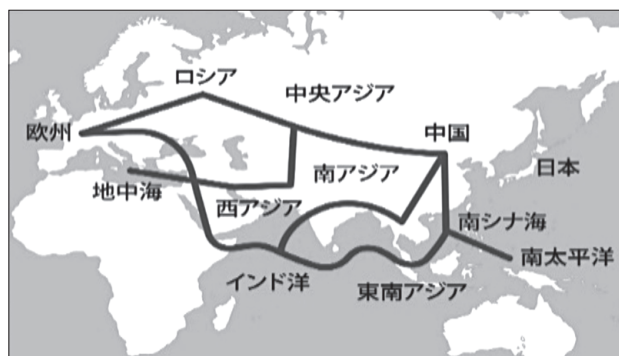 ロシア
中央アジア
欧州
中国
日本
南アジア
地中海
西アジア
南シナ海
南太平洋
インド洋
東南アジア